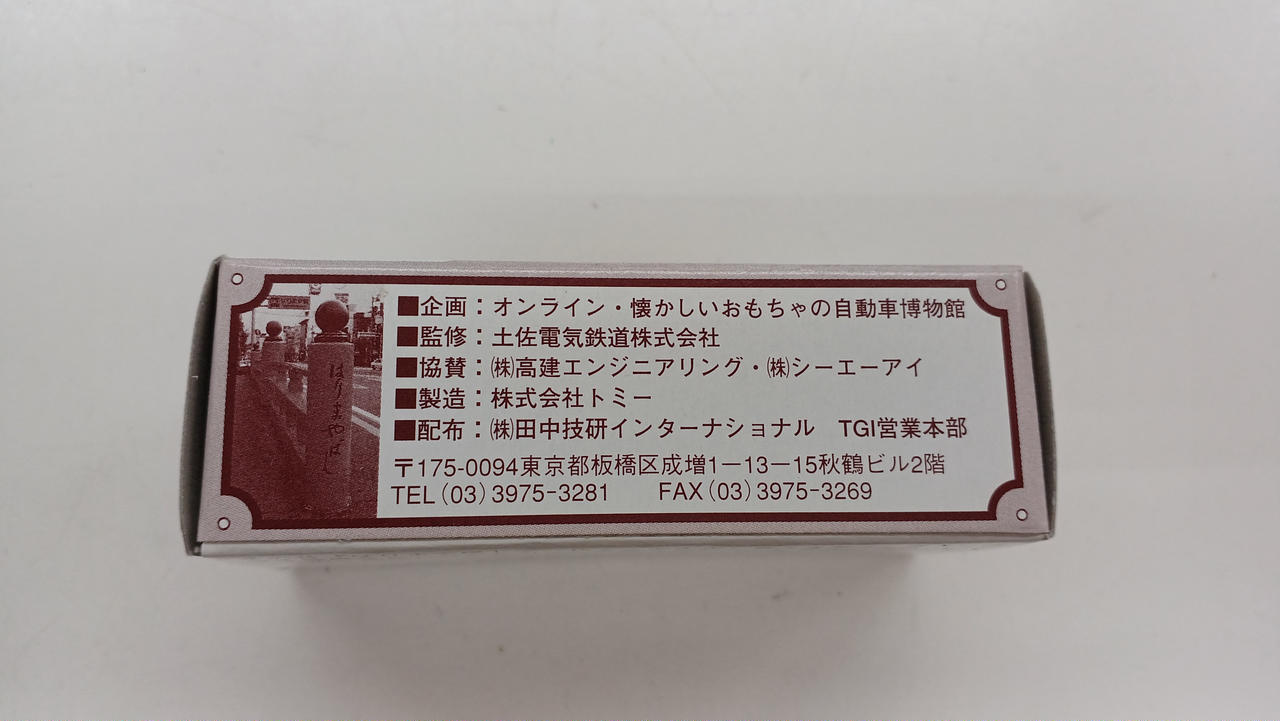 ■企画：オンライン・懐かしいおもちゃの自動車博物館
■監修：土佐電気鉄道株式会社
■協賛：㈱高建エンジニアリング・㈱シーエーアイ
■製造：株式会社トミー
■配布：㈱田中技研インターナショナル　TGI営業本部
〒175-0094東京都板橋区成増1－13－15秋鶴ビル2階
TEL（03）3975-3281　FAX（03）3975-3269
はりまやばし